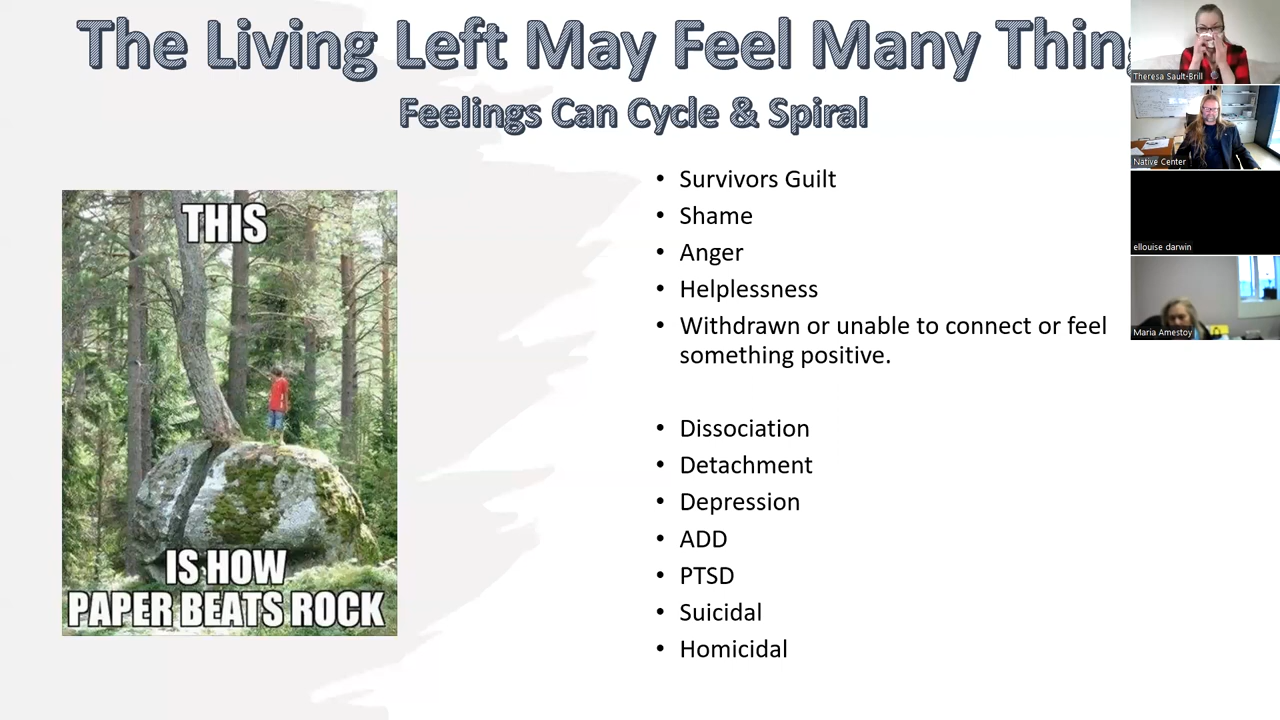 The Living Left May Feel Many Thing
Feelings Can Cycle & Spiral
THIS
IS HOW
PAPER BEATS ROCK
• Survivors Guilt
• Shame
• Anger
• Helplessness
• Withdrawn or unable to connect or feel
something positive.
• Dissociation
• Detachment
• Depression
• ADD
• PTSD
• Suicidal
• Homicidal
Theresa Sault-Brill
Native Center
ellouise darwin
Maria Amestoy